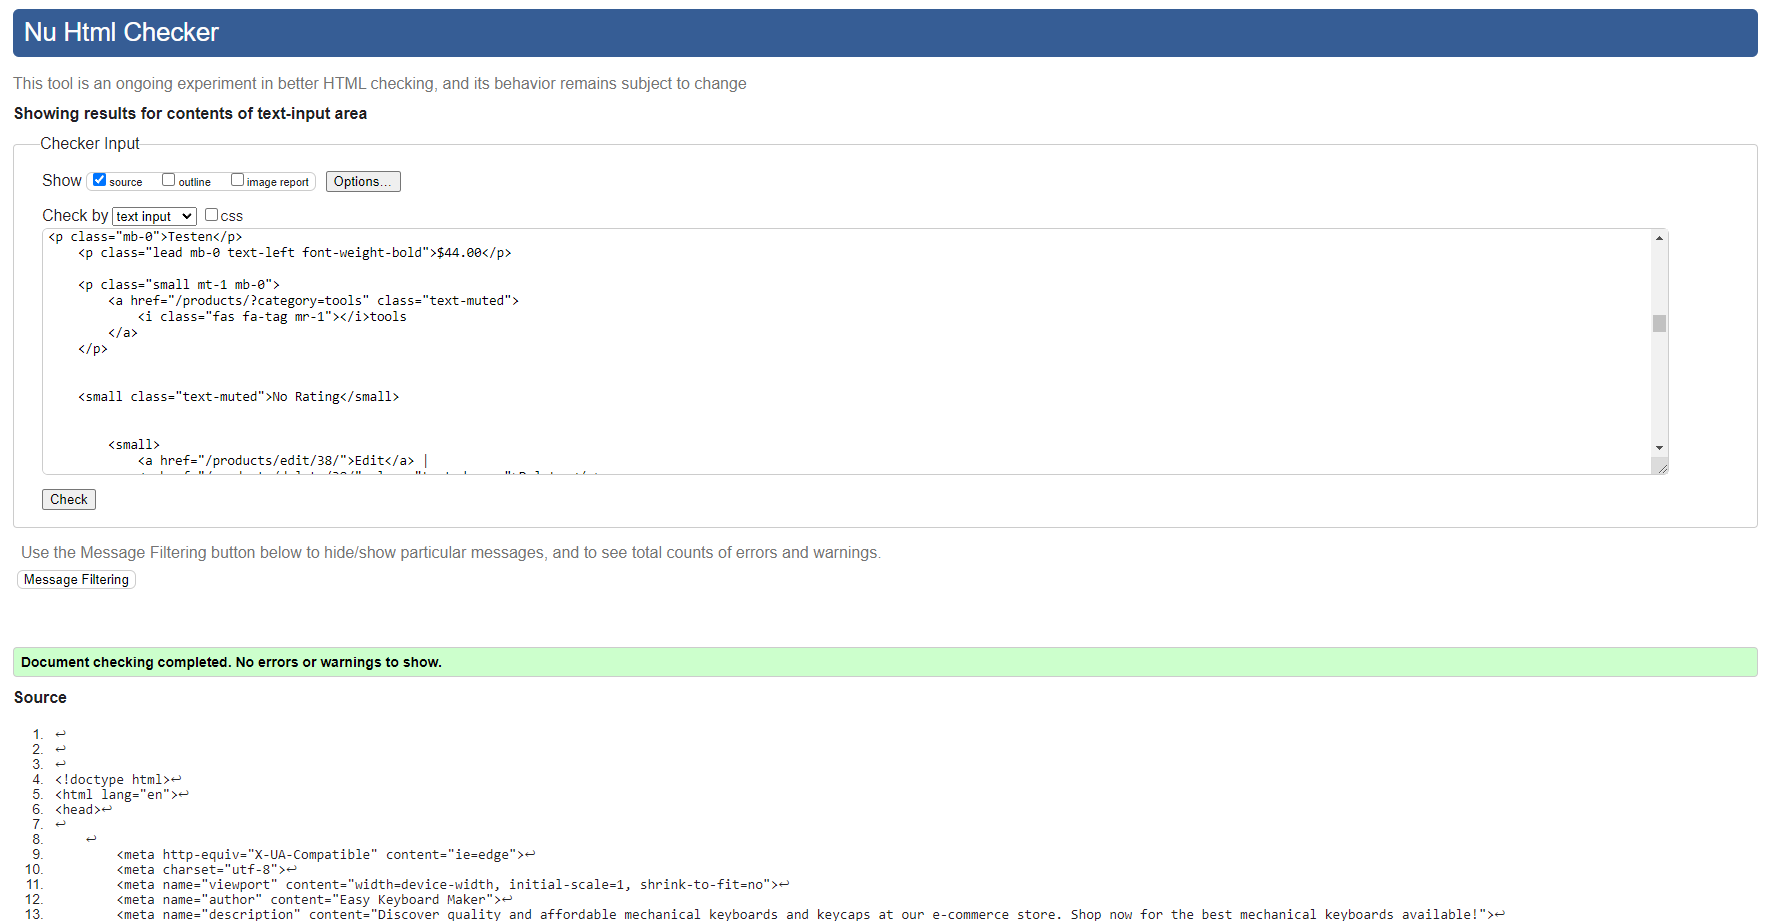 Nu Html Checker
This tool is an ongoing experiment in better HTML checking, and its behavior remains subject to change
Showing results for contents of text-input area
Checker Input
Show source outline image report Options...
Check by text input css
<p class="mb-0">Testen</p>
<p class="lead mb-0 text-left font-weight-bold">$44.00</p>
<p class="small mt-1 mb-0">
<a href="/products/?category=tools" class="text-muted">
<i class="fas fa-tag mr-1"></i>tools
</a>
</p>
<small class="text-muted">No Rating</small>
<small>
<a href="/products/edit/38/">Edit</a> |
Check
Use the Message Filtering button below to hide/show particular messages, and to see total counts of errors and warnings.
Message Filtering
Document checking completed. No errors or warnings to show.
Source
1. ↩
2. ↩
3. ↩
4. <!doctype html>↩
5. <html lang="en">↩
6. <head>↩
7. ↩
8. ↩
9. <meta http-equiv="X-UA-Compatible" content="ie=edge">↩
10. <meta charset="utf-8">↩
11. <meta name="viewport" content="width=device-width, initial-scale=1, shrink-to-fit=no">↩
12. <meta name="author" content="Easy Keyboard Maker">↩
13. <meta name="description" content="Discover quality and affordable mechanical keyboards and keycaps at our e-commerce store. Shop now for the best mechanical keyboards available!">↩